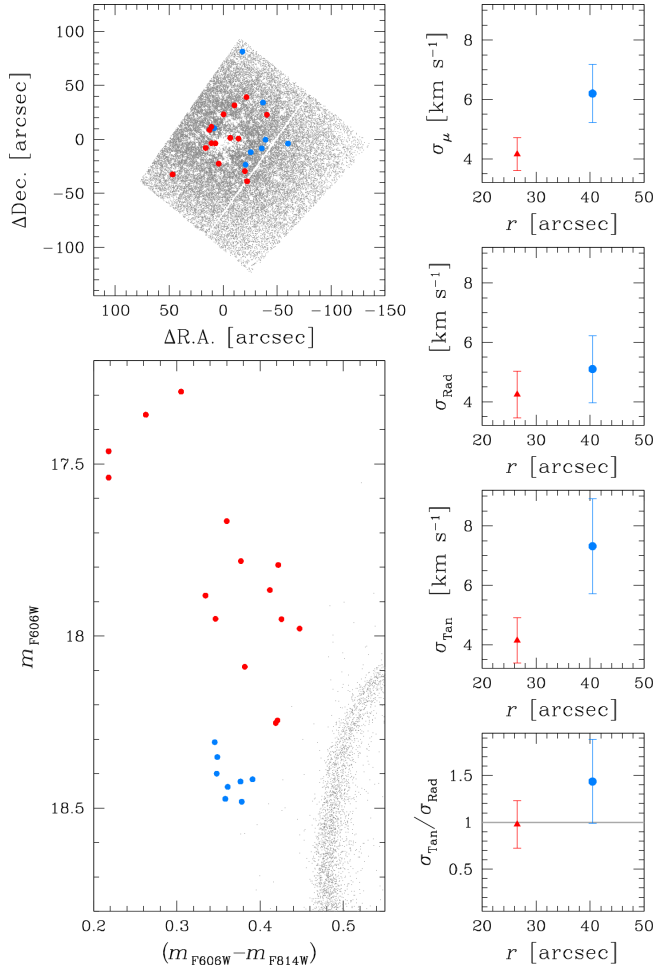 100
50
0
−50
−100
ΔDec. [arcsec]
100 50 0 −50 −100 −150
ΔR.A. [arcsec]
17.5
18
18.5
m_F606W
0.2 0.3 0.4 0.5
(m_F606W−m_F814W)
8
6
4
σ_μ [km s⁻¹]
20 30 40 50
r [arcsec]
8
6
4
σ_Rad [km s⁻¹]
20 30 40 50
r [arcsec]
8
6
4
σ_Tan [km s⁻¹]
20 30 40 50
r [arcsec]
1.5
1
0.5
σ_Tan/σ_Rad
20 30 40 50
r [arcsec]